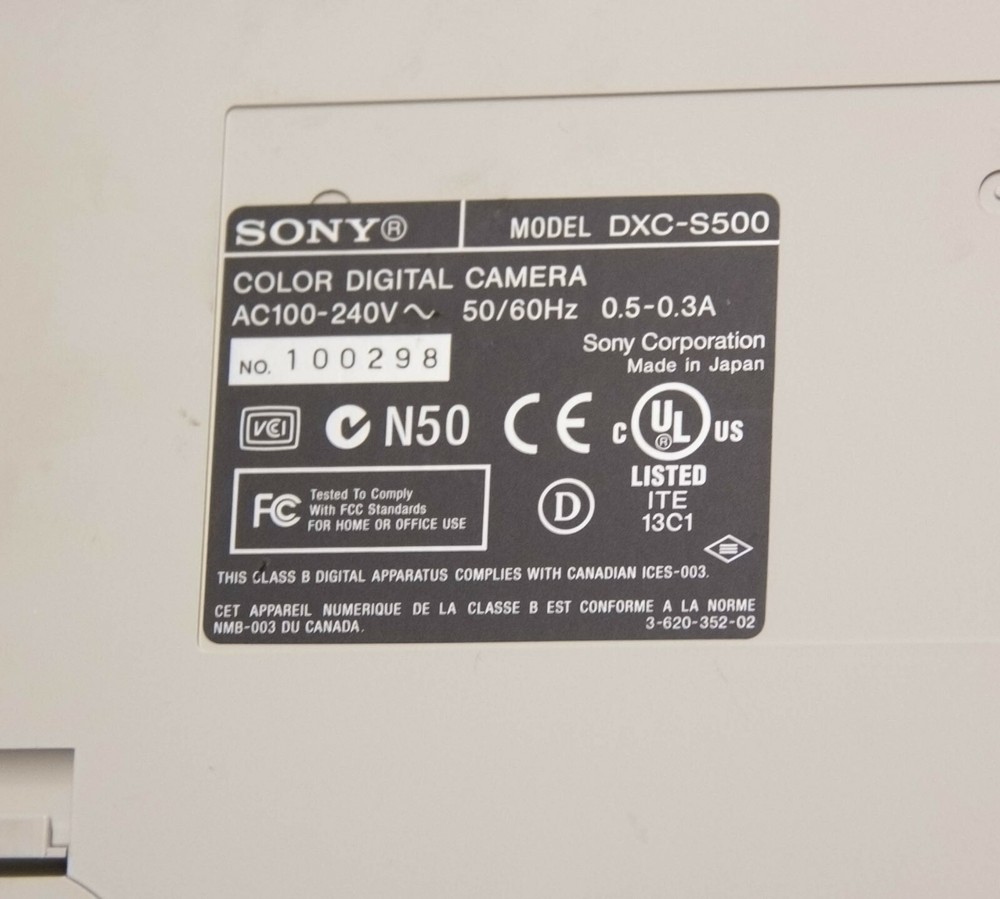 SONY® MODEL DXC-S500
COLOR DIGITAL CAMERA
AC100-240V~ 50/60Hz 0.5-0.3A
Sony Corporation
NO. 100298
Made in Japan
VCI N50 CE C UL® US
LISTED
ITE
13C1
FC Tested To Comply
With FCC Standards
FOR HOME OR OFFICE USE
D
THIS CLASS B DIGITAL APPARATUS COMPLIES WITH CANADIAN ICES-003.
CET APPAREIL NUMERIQUE DE LA CLASSE B EST CONFORME A LA NORME
NMB-003 DU CANADA. 3-620-352-02